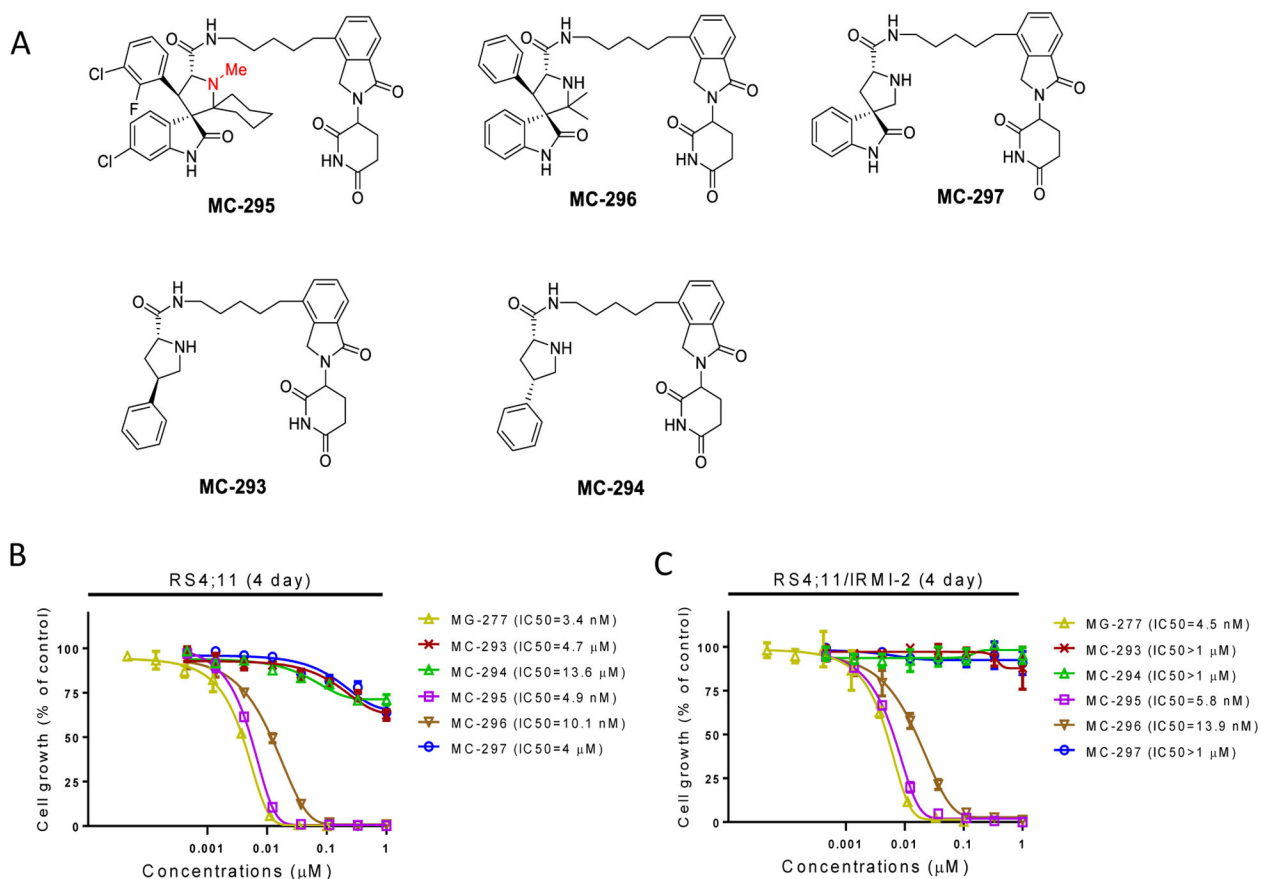 A
O
H
N
Cl
F
N
Me
Cl
O
N
H
N
O
O
HN
O
MC-295
O
H
N
NH
O
N
H
N
O
O
HN
O
MC-296
O
H
N
NH
O
N
H
N
O
O
HN
O
MC-297
O
H
N
NH
N
O
O
HN
O
MC-293
O
H
N
NH
N
O
O
HN
O
MC-294
B
RS4;11 (4 day)
Cell growth (% of control)
100
75
50
25
0
0.001
0.01
0.1
1
Concentrations (μM)
MG-277 (IC50=3.4 nM)
MC-293 (IC50=4.7 μM)
MC-294 (IC50=13.6 μM)
MC-295 (IC50=4.9 nM)
MC-296 (IC50=10.1 nM)
MC-297 (IC50=4 μM)
C
RS4;11/IRMI-2 (4 day)
Cell growth (% of control)
100
75
50
25
0
0.001
0.01
0.1
1
Concentrations (μM)
MG-277 (IC50=4.5 nM)
MC-293 (IC50>1 μM)
MC-294 (IC50>1 μM)
MC-295 (IC50=5.8 nM)
MC-296 (IC50=13.9 nM)
MC-297 (IC50>1 μM)